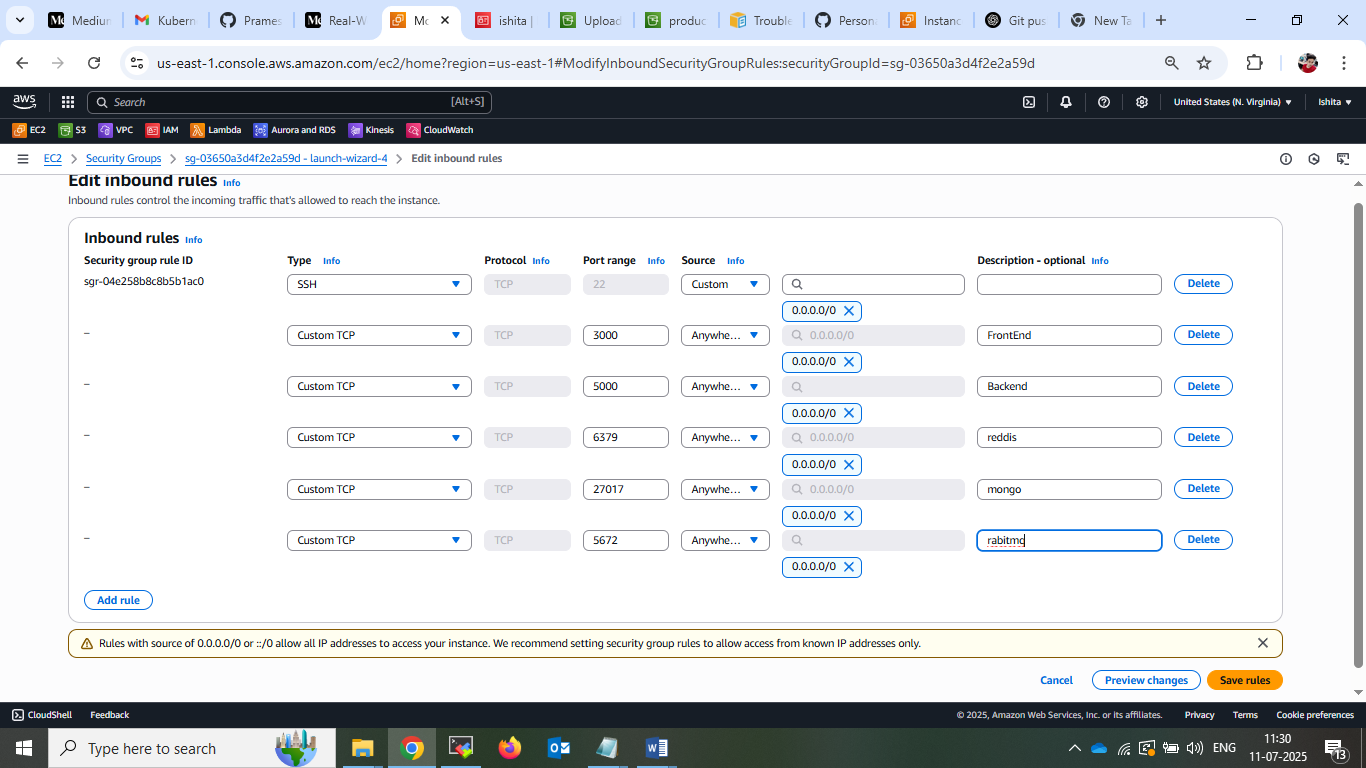 Medium
Kubern
Prames
Real-W
Mo
ishita |
Upload
produc
Trouble
Person
Instanc
Git pus
New Ta
us-east-1.console.aws.amazon.com/ec2/home?region=us-east-1#ModifyInboundSecurityGroupRules:securityGroupId=sg-03650a3d4f2e2a59d
aws
Search [Alt+S]
United States (N. Virginia)
Ishita
EC2 S3 VPC IAM Lambda Aurora and RDS Kinesis CloudWatch
EC2 > Security Groups > sg-03650a3d4f2e2a59d - launch-wizard-4 > Edit inbound rules
Edit inbound rules Info
Inbound rules control the incoming traffic that's allowed to reach the instance.
Inbound rules Info
Security group rule ID Type Info Protocol Info Port range Info Source Info Description - optional Info
sgr-04e258b8c8b5b1ac0 SSH TCP 22 Custom Delete
0.0.0.0/0
– Custom TCP TCP 3000 Anywhe... 0.0.0.0/0 FrontEnd Delete
0.0.0.0/0
– Custom TCP TCP 5000 Anywhe... Backend Delete
0.0.0.0/0
– Custom TCP TCP 6379 Anywhe... 0.0.0.0/0 reddis Delete
0.0.0.0/0
– Custom TCP TCP 27017 Anywhe... 0.0.0.0/0 mongo Delete
0.0.0.0/0
– Custom TCP TCP 5672 Anywhe... rabitmq Delete
0.0.0.0/0
Add rule
Rules with source of 0.0.0.0/0 or ::/0 allow all IP addresses to access your instance. We recommend setting security group rules to allow access from known IP addresses only.
Cancel Preview changes Save rules
CloudShell Feedback © 2025, Amazon Web Services, Inc. or its affiliates. Privacy Terms Cookie preferences
Type here to search
ENG
11:30
11-07-2025
13